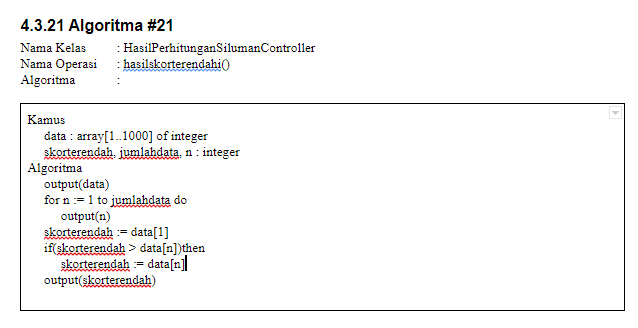 4.3.21 Algoritma #21
Nama Kelas : HasilPerhitunganSilumanController
Nama Operasi : hasilskorterendahi()
Algoritma :
Kamus
data : array[1..1000] of integer
skorterendah, jumlahdata, n : integer
Algoritma
output(data)
for n := 1 to jumlahdata do
output(n)
skorterendah := data[1]
if(skorterendah > data[n])then
skorterendah := data[n]
output(skorterendah)